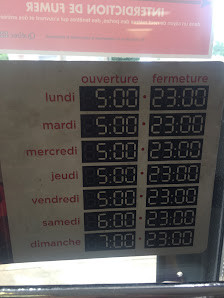 INTERDICTION DE FUMER
ouverture fermeture
lundi 5:00 • 23:00
mardi 5:00 • 23:00
mercredi 5:00 • 23:00
jeudi 5:00 • 23:00
vendredi 5:00 • 23:00
samedi 6:00 • 23:00
dimanche 7:00 • 23:00